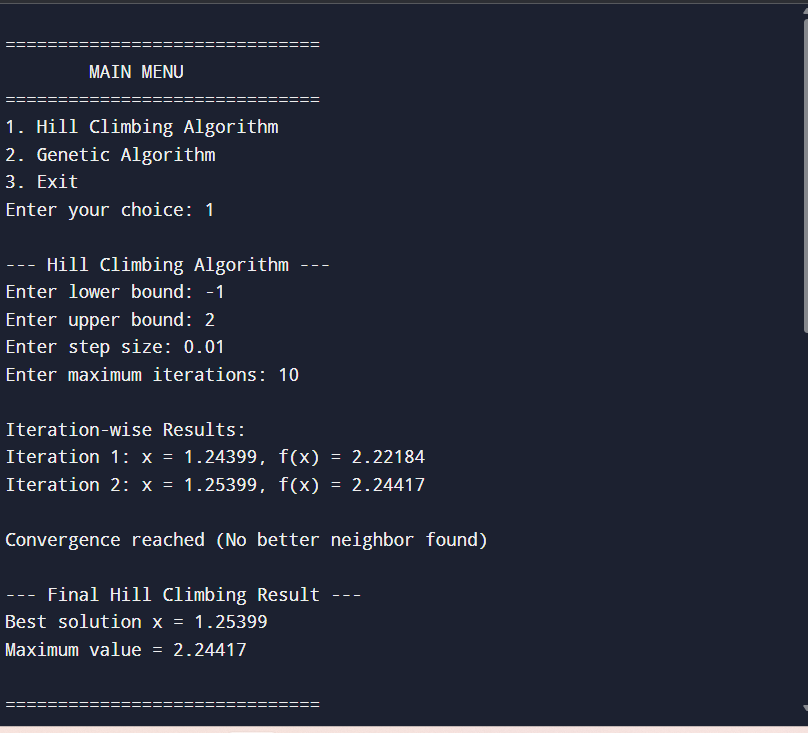 ==============================
        MAIN MENU
==============================
1. Hill Climbing Algorithm
2. Genetic Algorithm
3. Exit
Enter your choice: 1
--- Hill Climbing Algorithm ---
Enter lower bound: -1
Enter upper bound: 2
Enter step size: 0.01
Enter maximum iterations: 10
Iteration-wise Results:
Iteration 1: x = 1.24399, f(x) = 2.22184
Iteration 2: x = 1.25399, f(x) = 2.24417
Convergence reached (No better neighbor found)
--- Final Hill Climbing Result ---
Best solution x = 1.25399
Maximum value = 2.24417
==============================